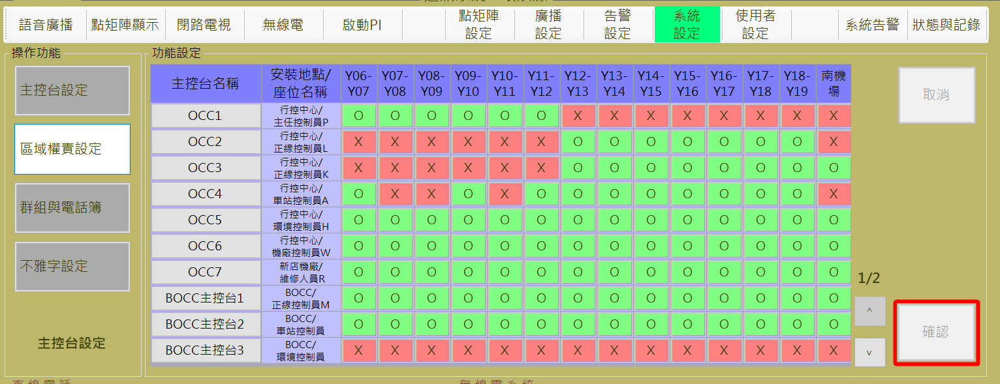 語音廣播 點矩陣顯示 閉路電視 無線電 啟動PI 點矩陣設定 廣播設定 告警設定 系統設定 使用者設定 系統告警 狀態與記錄
操作功能
主控台設定
區域權責設定
群組與電話簿
不雅字設定
主控台設定
功能設定
主控台名稱 安裝地點/座位名稱 Y06-Y07 Y07-Y08 Y08-Y09 Y09-Y10 Y10-Y11 Y11-Y12 Y12-Y13 Y13-Y14 Y14-Y15 Y15-Y16 Y16-Y17 Y17-Y18 Y18-Y19 南機場
OCC1 行控中心/主任控制員P O O O O O O X X X X X X X X
OCC2 行控中心/正線控制員L X X X X X X O O O O O O O X
OCC3 行控中心/正線控制員K X X X X X X O O O O O O O O
OCC4 行控中心/車站控制員A O X X O X O O O O O O O O X
OCC5 行控中心/環境控制員H O O O O O O O O O O O O O O
OCC6 行控中心/機廠控制員W O O O O O O O O O O O O O O
OCC7 新店機廠/維修人員R O O O O O O O O O O O O O O
BOCC主控台1 BOCC/正線控制員M O O O O O O O O O O O O O O
BOCC主控台2 BOCC/車站控制員 O O O O O O O O O O O O O O
BOCC主控台3 BOCC/環境控制員 X X X X X X X X X X X X X X
取消
1/2
^
v
確認